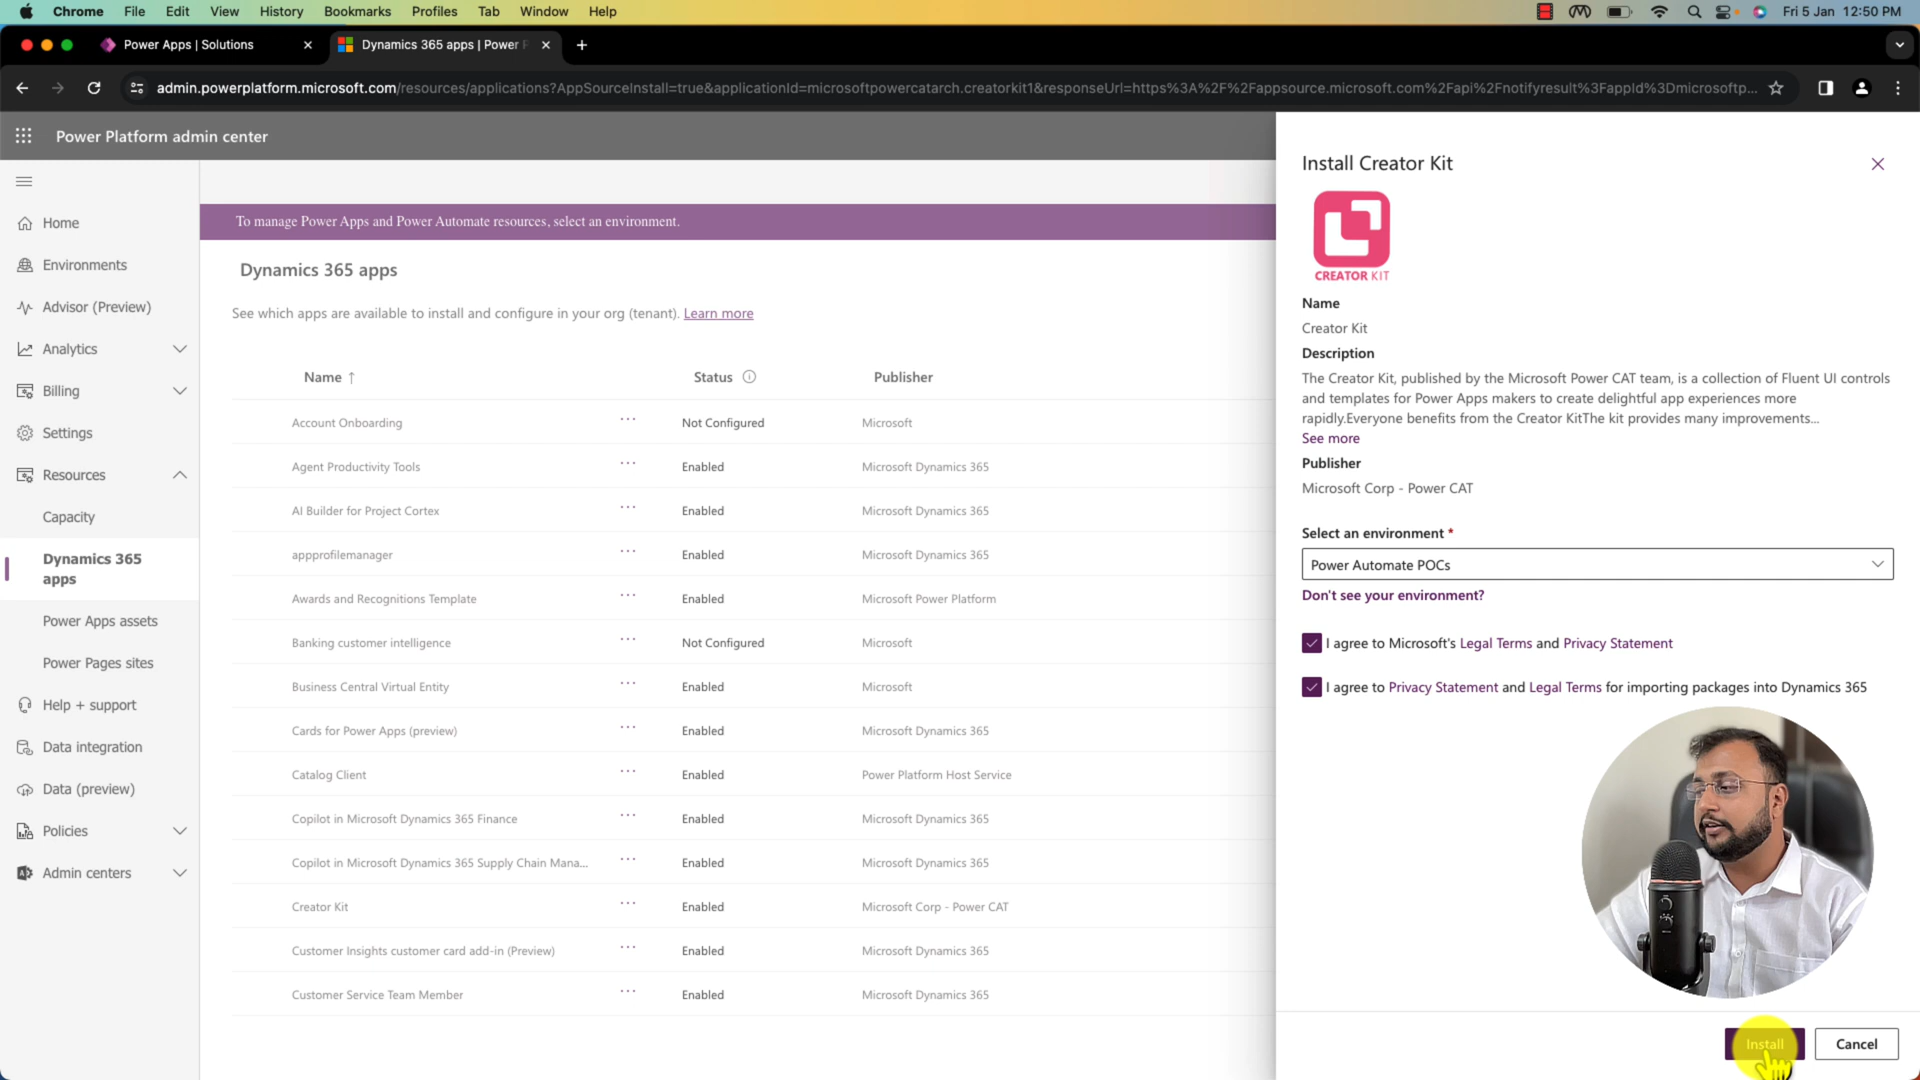 Chrome File Edit View History Bookmarks Profiles Tab Window Help Fri 5 Jan 12:50 PM
Power Apps | Solutions Dynamics 365 apps | Power P
admin.powerplatform.microsoft.com/resources/applications?AppSourceInstall=true&applicationId=microsoftpowercatarch.creatorkit1&responseUrl=https%3A%2F%2Fappsource.microsoft.com%2Fapi%2Fnotifyresult%3FappId%3Dmicrosoftp...
Power Platform admin center
Home
Environments
Advisor (Preview)
Analytics
Billing
Settings
Resources
Capacity
Dynamics 365
apps
Power Apps assets
Power Pages sites
Help + support
Data integration
Data (preview)
Policies
Admin centers
To manage Power Apps and Power Automate resources, select an environment.
Dynamics 365 apps
See which apps are available to install and configure in your org (tenant). Learn more
Name ↑ Status Publisher
Account Onboarding ... Not Configured Microsoft
Agent Productivity Tools ... Enabled Microsoft Dynamics 365
AI Builder for Project Cortex ... Enabled Microsoft Dynamics 365
appprofilemanager ... Enabled Microsoft Dynamics 365
Awards and Recognitions Template ... Enabled Microsoft Power Platform
Banking customer intelligence ... Not Configured Microsoft
Business Central Virtual Entity ... Enabled Microsoft
Cards for Power Apps (preview) ... Enabled Microsoft Dynamics 365
Catalog Client ... Enabled Power Platform Host Service
Copilot in Microsoft Dynamics 365 Finance ... Enabled Microsoft Dynamics 365
Copilot in Microsoft Dynamics 365 Supply Chain Mana... ... Enabled Microsoft Dynamics 365
Creator Kit ... Enabled Microsoft Corp - Power CAT
Customer Insights customer card add-in (Preview) ... Enabled Microsoft Dynamics 365
Customer Service Team Member ... Enabled Microsoft Dynamics 365
Install Creator Kit
CREATOR KIT
Name
Creator Kit
Description
The Creator Kit, published by the Microsoft Power CAT team, is a collection of Fluent UI controls
and templates for Power Apps makers to create delightful app experiences more
rapidly.Everyone benefits from the Creator KitThe kit provides many improvements...
See more
Publisher
Microsoft Corp - Power CAT
Select an environment *
Power Automate POCs
Don't see your environment?
I agree to Microsoft's Legal Terms and Privacy Statement
I agree to Privacy Statement and Legal Terms for importing packages into Dynamics 365
Install Cancel